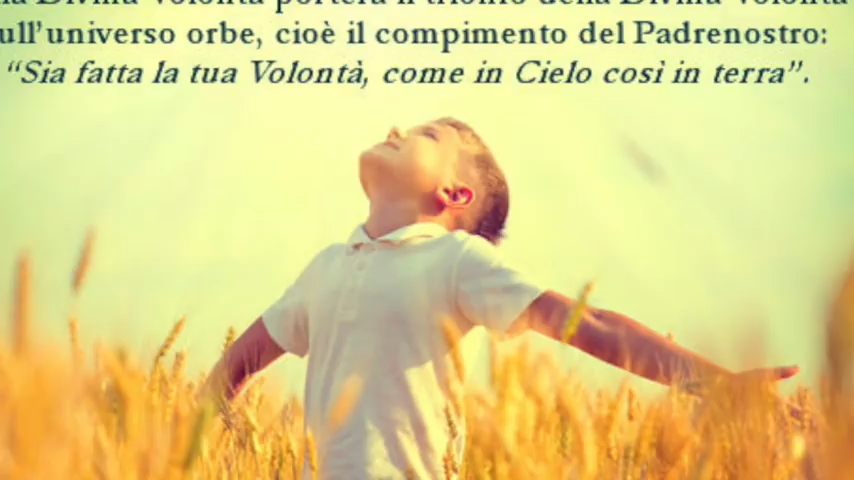 Divina Volontà porterà il trionfo della Divina Volontà
ull’universo orbe, cioè il compimento del Padrenostro:
“Sia fatta la tua Volontà, come in Cielo così in terra”.